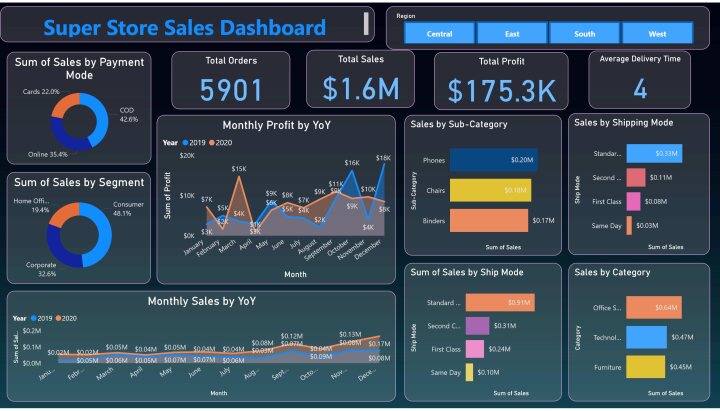 Super Store Sales Dashboard
Region
Central
East
South
West
Sum of Sales by Payment
Mode
Cards 22.0%
COD
42.6%
Online 35.4%
Total Orders
5901
Total Sales
$1.6M
Total Profit
$175.3K
Average Delivery Time
4
Sum of Sales by Segment
Home Offi...
19.4%
Consumer
48.1%
Corporate
32.6%
Monthly Profit by YoY
Year 2019 2020
Sum of Profit
$20K
$10K
$0K
$7K
$5K
$2K
$15K
$4K
$1K
$3K
$9K
$8K
$6K
$5K
$7K
$4K
$9K
$2K
$11K
$9K
$16K
$9K
$10K
$4K
$18K
$8K
January
February
March
April
May
June
July
August
September
October
November
December
Month
Sales by Sub-Category
Sub-Category
Phones
$0.20M
Chairs
$0.18M
Binders
$0.17M
Sum of Sales
Sales by Shipping Mode
Ship Mode
Standar...
$0.33M
Second ...
$0.11M
First Class
$0.08M
Same Day
$0.03M
Sum of Sales
Monthly Sales by YoY
Year 2019 2020
Sum of Sal...
$0.2M
$0.1M
$0.0M
$0.02M
$0.02M
$0.05M
$0.04M
$0.05M
$0.04M
$0.04M
$0.08M
$0.12M
$0.04M
$0.13M
$0.17M
$0.05M
$0.06M
$0.05M
$0.07M
$0.04M
$0.06M
$0.03M
$0.07M
$0.09M
$0.08M
Janu...
Febr...
March
April
May
June
July
Aug...
Sept...
Octo...
Nov...
Dece...
Month
Sum of Sales by Ship Mode
Ship Mode
Standard ...
$0.91M
Second C...
$0.31M
First Class
$0.24M
Same Day
$0.10M
Sum of Sales
Sales by Category
Category
Office S...
$0.64M
Technol...
$0.47M
Furniture
$0.45M
Sum of Sales